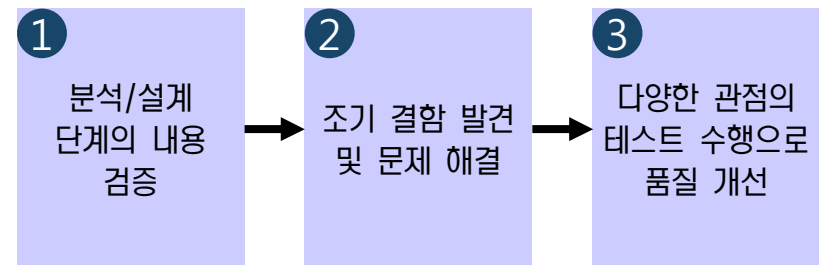 1
분석/설계
단계의 내용
검증
2
조기 결함 발견
및 문제 해결
3
다양한 관점의
테스트 수행으로
품질 개선